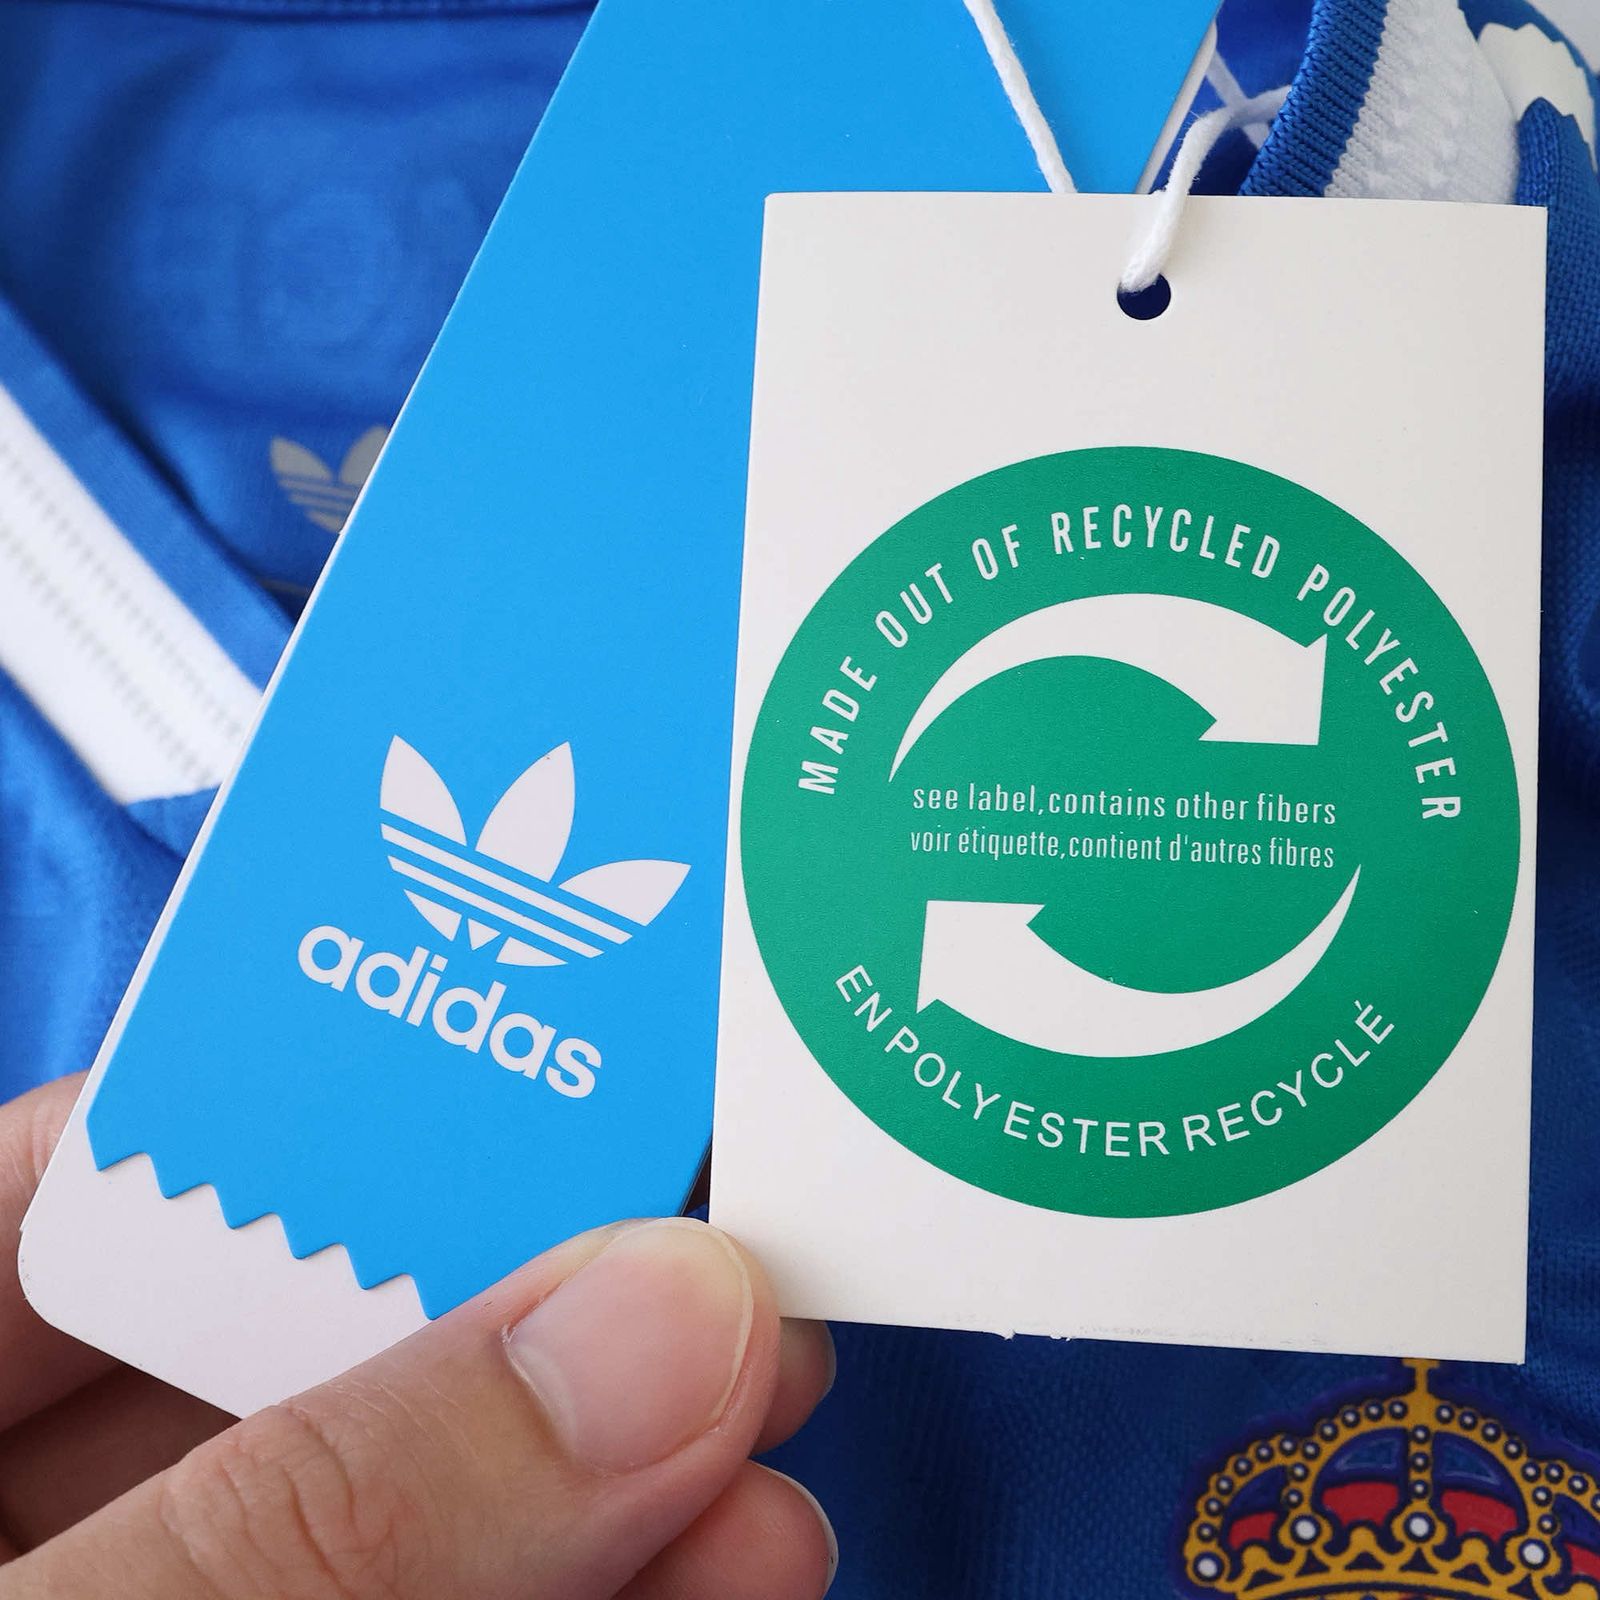 adidas
MADE OUT OF RECYCLED POLYESTER
see label,contains other fibers
voir étiquette,contient d'autres fibres
EN POLYESTER RECYCLÉ